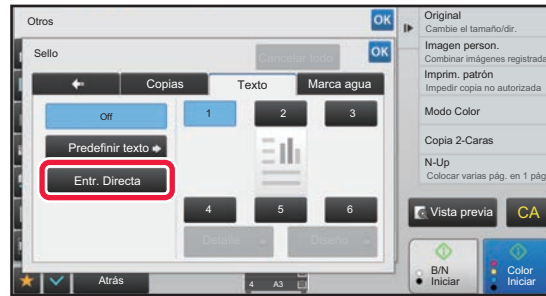 Otros
OK
Sello
Cancelar todo
OK
Copias
Texto
Marca agua
Off
Predefinir texto
Entr. Directa
1
2
3
4
5
6
Detalle
Diseño
Atrás
4 A3
Original
Cambie el tamaño/dir.
Imagen person.
Combinar imágenes registrada
Imprim. patrón
Impedir copia no autorizada
Modo Color
Copia 2-Caras
N-Up
Colocar varias pág. en 1 pág
Vista previa
CA
B/N
Iniciar
Color
Iniciar